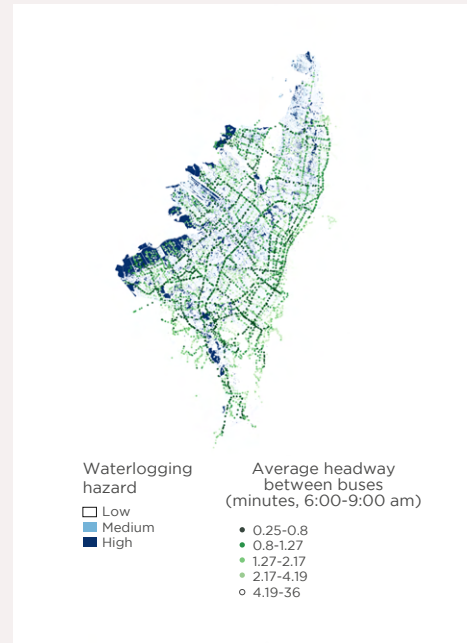 Waterlogging
hazard
Low
Medium
High
Average headway
between buses
(minutes, 6:00-9:00 am)
0.25-0.8
0.8-1.27
1.27-2.17
2.17-4.19
4.19-36